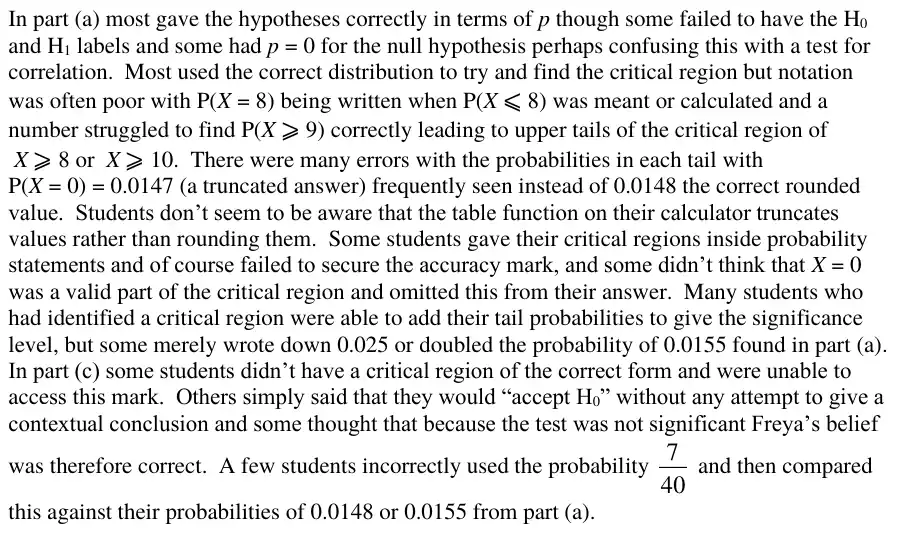 In part (a) most gave the hypotheses correctly in terms of p though some failed to have the H₀
and H₁ labels and some had p = 0 for the null hypothesis perhaps confusing this with a test for
correlation. Most used the correct distribution to try and find the critical region but notation
was often poor with P(X = 8) being written when P(X ⩽ 8) was meant or calculated and a
number struggled to find P(X ⩾ 9) correctly leading to upper tails of the critical region of
X ⩾ 8 or X ⩾ 10. There were many errors with the probabilities in each tail with
P(X = 0) = 0.0147 (a truncated answer) frequently seen instead of 0.0148 the correct rounded
value. Students don’t seem to be aware that the table function on their calculator truncates
values rather than rounding them. Some students gave their critical regions inside probability
statements and of course failed to secure the accuracy mark, and some didn’t think that X = 0
was a valid part of the critical region and omitted this from their answer. Many students who
had identified a critical region were able to add their tail probabilities to give the significance
level, but some merely wrote down 0.025 or doubled the probability of 0.0155 found in part (a).
In part (c) some students didn’t have a critical region of the correct form and were unable to
access this mark. Others simply said that they would “accept H₀” without any attempt to give a
contextual conclusion and some thought that because the test was not significant Freya’s belief
was therefore correct. A few students incorrectly used the probability 7/40 and then compared
this against their probabilities of 0.0148 or 0.0155 from part (a).